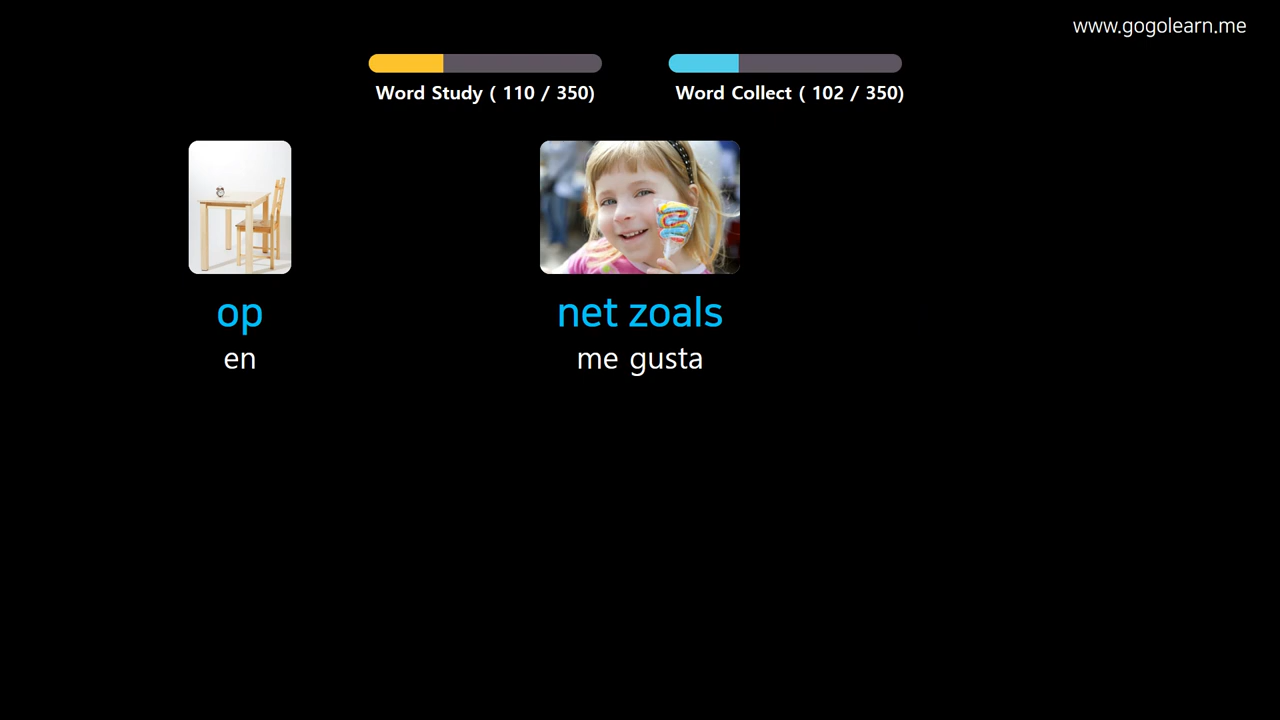 www.gogolearn.me
Word Study ( 110 / 350)
Word Collect ( 102 / 350)
op
en
net zoals
me gusta